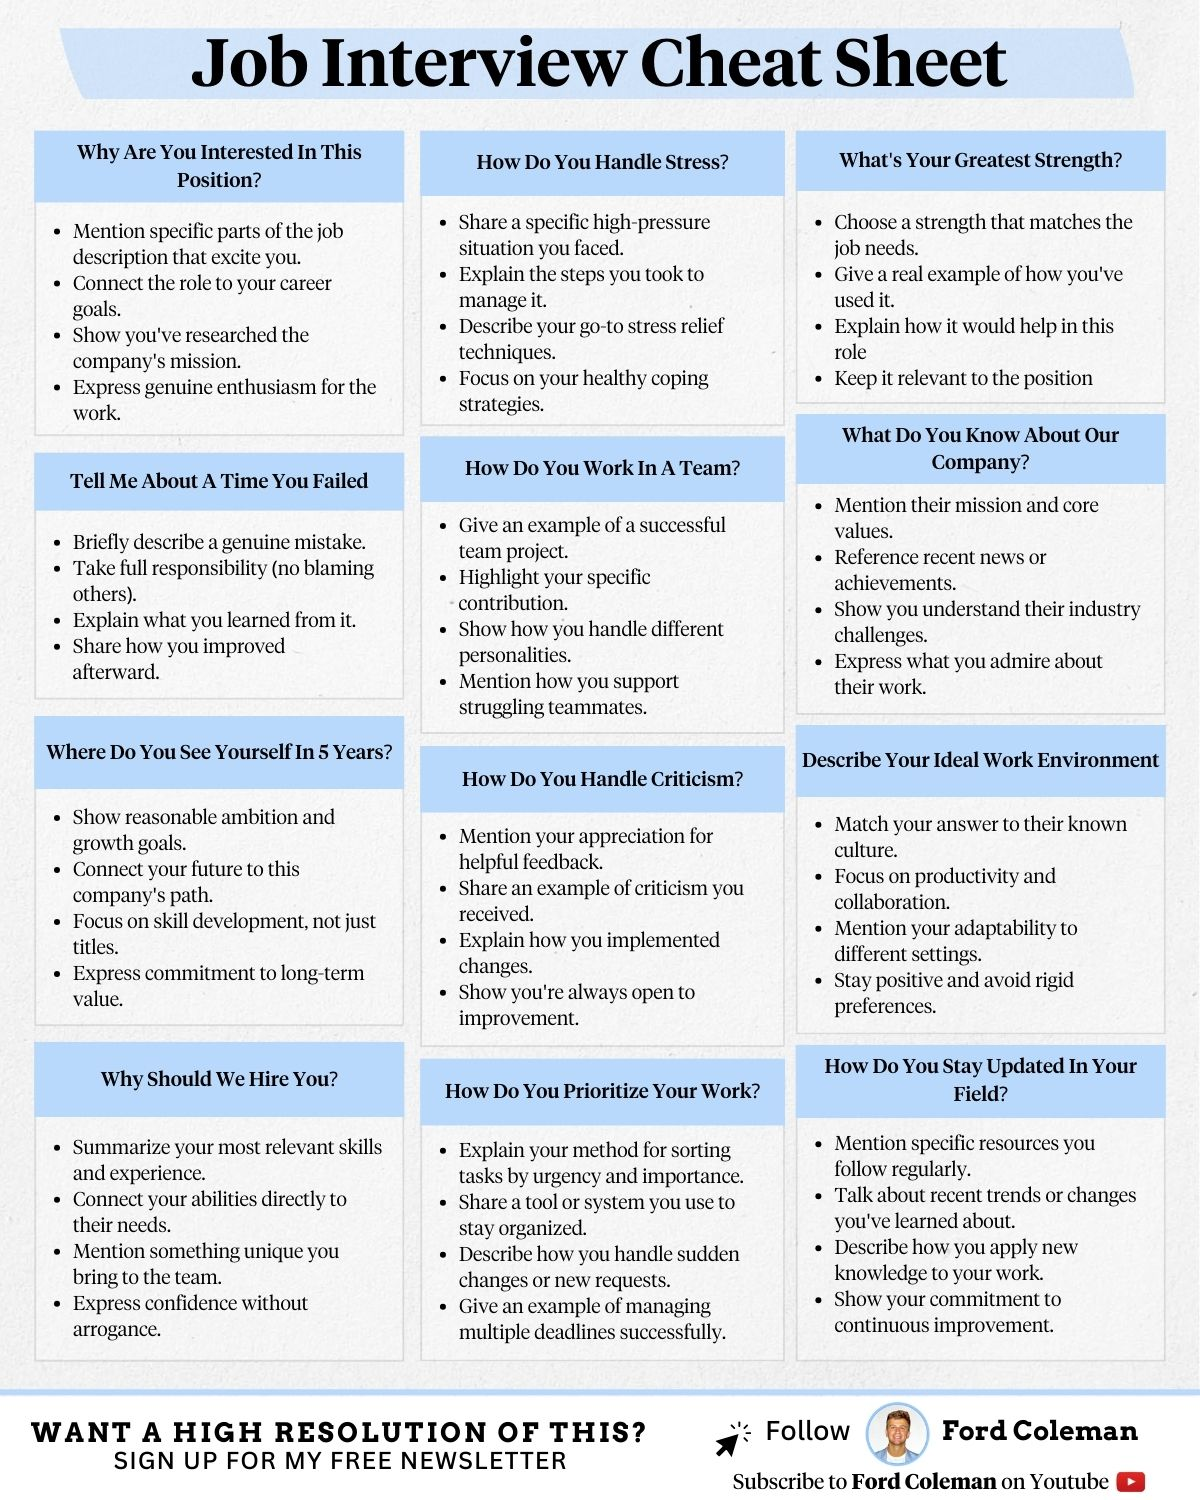 Job Interview Cheat Sheet
Why Are You Interested In This
Position?
• Mention specific parts of the job
description that excite you.
• Connect the role to your career
goals.
• Show you've researched the
company's mission.
• Express genuine enthusiasm for the
work.
Tell Me About A Time You Failed
• Briefly describe a genuine mistake.
• Take full responsibility (no blaming
others).
• Explain what you learned from it.
• Share how you improved
afterward.
Where Do You See Yourself In 5 Years?
• Show reasonable ambition and
growth goals.
• Connect your future to this
company's path.
• Focus on skill development, not just
titles.
• Express commitment to long-term
value.
Why Should We Hire You?
• Summarize your most relevant skills
and experience.
• Connect your abilities directly to
their needs.
• Mention something unique you
bring to the team.
• Express confidence without
arrogance.
How Do You Handle Stress?
• Share a specific high-pressure
situation you faced.
• Explain the steps you took to
manage it.
• Describe your go-to stress relief
techniques.
• Focus on your healthy coping
strategies.
How Do You Work In A Team?
• Give an example of a successful
team project.
• Highlight your specific
contribution.
• Show how you handle different
personalities.
• Mention how you support
struggling teammates.
How Do You Handle Criticism?
• Mention your appreciation for
helpful feedback.
• Share an example of criticism you
received.
• Explain how you implemented
changes.
• Show you're always open to
improvement.
How Do You Prioritize Your Work?
• Explain your method for sorting
tasks by urgency and importance.
• Share a tool or system you use to
stay organized.
• Describe how you handle sudden
changes or new requests.
• Give an example of managing
multiple deadlines successfully.
What's Your Greatest Strength?
• Choose a strength that matches the
job needs.
• Give a real example of how you've
used it.
• Explain how it would help in this
role
• Keep it relevant to the position
What Do You Know About Our
Company?
• Mention their mission and core
values.
• Reference recent news or
achievements.
• Show you understand their industry
challenges.
• Express what you admire about
their work.
Describe Your Ideal Work Environment
• Match your answer to their known
culture.
• Focus on productivity and
collaboration.
• Mention your adaptability to
different settings.
• Stay positive and avoid rigid
preferences.
How Do You Stay Updated In Your
Field?
• Mention specific resources you
follow regularly.
• Talk about recent trends or changes
you've learned about.
• Describe how you apply new
knowledge to your work.
• Show your commitment to
continuous improvement.
WANT A HIGH RESOLUTION OF THIS?
SIGN UP FOR MY FREE NEWSLETTER
Follow Ford Coleman
Subscribe to Ford Coleman on Youtube